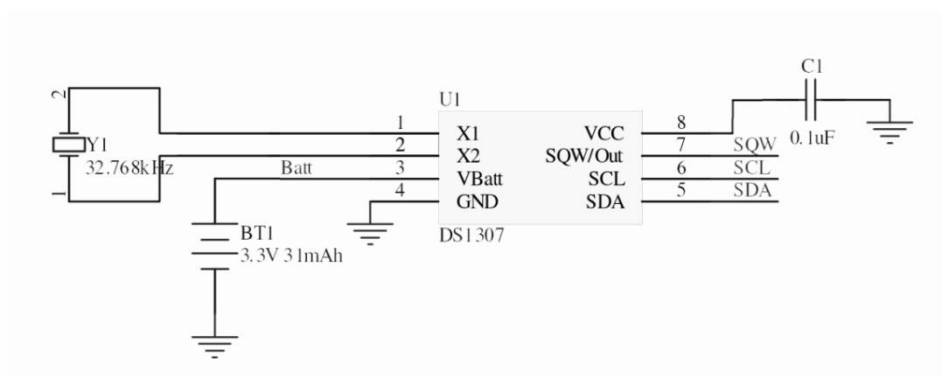 C1
U1
2
1
X1
VCC
8
0.1uF
Y1
2
X2
SQW/Out
7
SQW
32.768kHz
Batt
3
VBatt
SCL
6
SCL
1
4
GND
SDA
5
SDA
BT1
DS1307
3.3V 31mAh